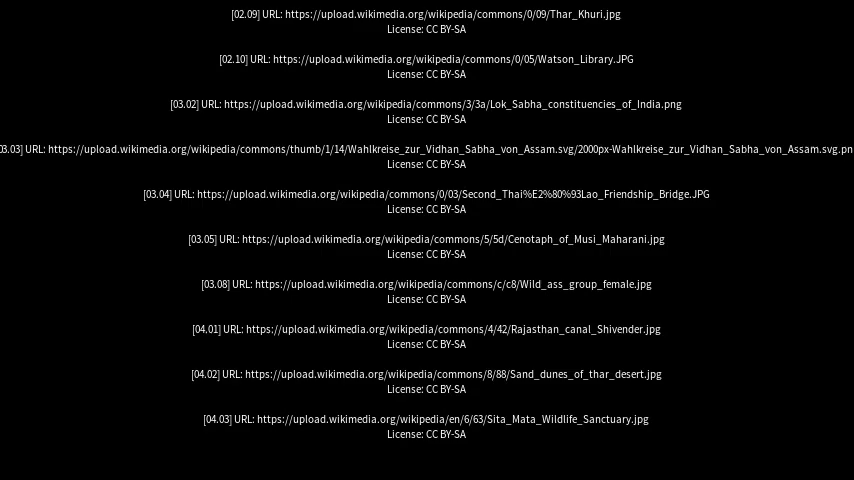 [02.09] URL: https://upload.wikimedia.org/wikipedia/commons/0/09/Thar_Khuri.jpg
License: CC BY-SA
[02.10] URL: https://upload.wikimedia.org/wikipedia/commons/0/05/Watson_Library.JPG
License: CC BY-SA
[03.02] URL: https://upload.wikimedia.org/wikipedia/commons/3/3a/Lok_Sabha_constituencies_of_India.png
License: CC BY-SA
03.03] URL: https://upload.wikimedia.org/wikipedia/commons/thumb/1/14/Wahlkreise_zur_Vidhan_Sabha_von_Assam.svg/2000px-Wahlkreise_zur_Vidhan_Sabha_von_Assam.svg.pn
License: CC BY-SA
[03.04] URL: https://upload.wikimedia.org/wikipedia/commons/0/03/Second_Thai%E2%80%93Lao_Friendship_Bridge.JPG
License: CC BY-SA
[03.05] URL: https://upload.wikimedia.org/wikipedia/commons/5/5d/Cenotaph_of_Musi_Maharani.jpg
License: CC BY-SA
[03.08] URL: https://upload.wikimedia.org/wikipedia/commons/c/c8/Wild_ass_group_female.jpg
License: CC BY-SA
[04.01] URL: https://upload.wikimedia.org/wikipedia/commons/4/42/Rajasthan_canal_Shivender.jpg
License: CC BY-SA
[04.02] URL: https://upload.wikimedia.org/wikipedia/commons/8/88/Sand_dunes_of_thar_desert.jpg
License: CC BY-SA
[04.03] URL: https://upload.wikimedia.org/wikipedia/en/6/63/Sita_Mata_Wildlife_Sanctuary.jpg
License: CC BY-SA